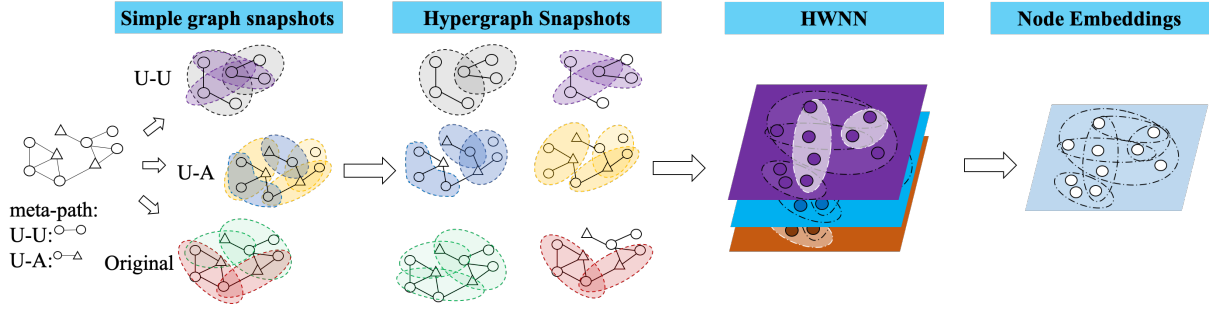 Simple graph snapshots
Hypergraph Snapshots
HWNN
Node Embeddings
U-U
U-A
meta-path:
U-U:
U-A:
Original